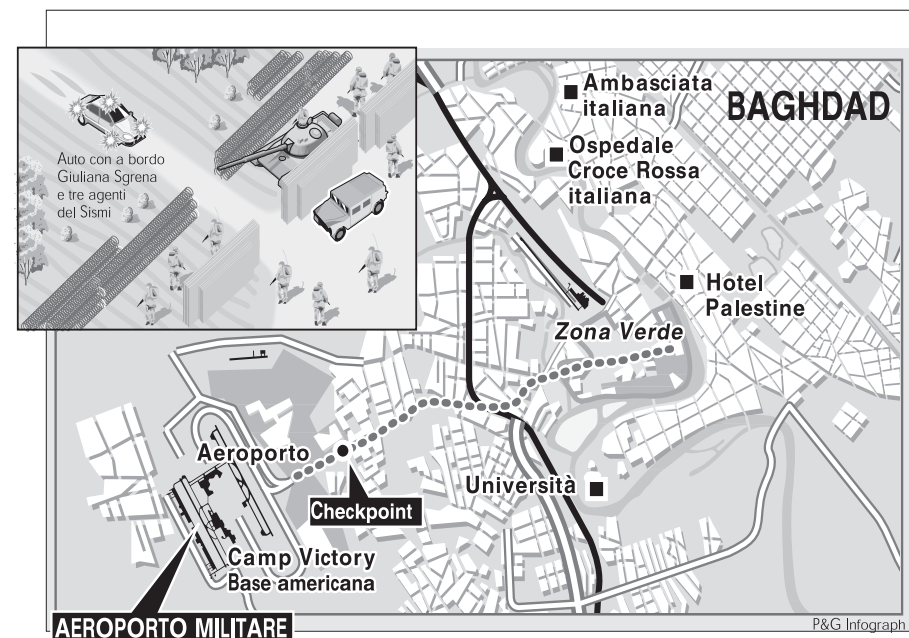 Auto con a bordo
Giuliana Sgrena
e tre agenti
del Sismi
Ambasciata
italiana
BAGHDAD
Ospedale
Croce Rossa
italiana
Hotel
Palestine
Zona Verde
Aeroporto
Checkpoint
Università
Camp Victory
Base americana
AEROPORTO MILITARE
P&G Infograph